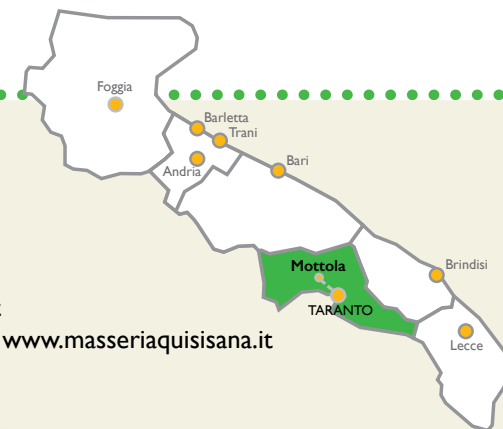 Foggia
Barletta
Trani
Andria
Bari
Mottola
Brindisi
TARANTO
www.masseriaquisisana.it
Lecce